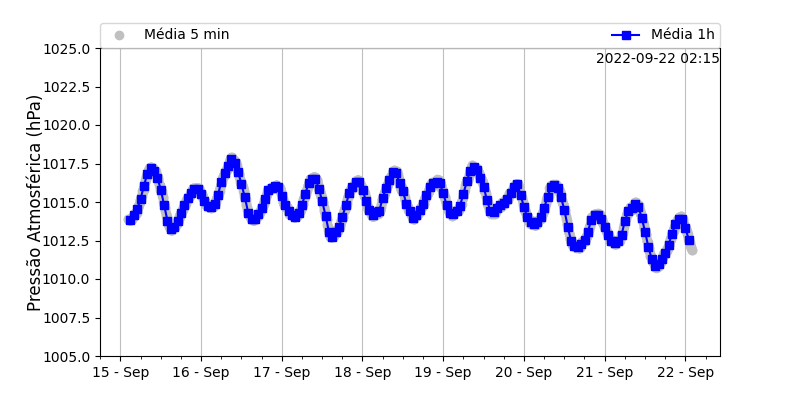 Média 5 min
Média 1h
2022-09-22 02:15
Pressão Atmosférica (hPa)
1025.0
1022.5
1020.0
1017.5
1015.0
1012.5
1010.0
1007.5
1005.0
15 - Sep
16 - Sep
17 - Sep
18 - Sep
19 - Sep
20 - Sep
21 - Sep
22 - Sep